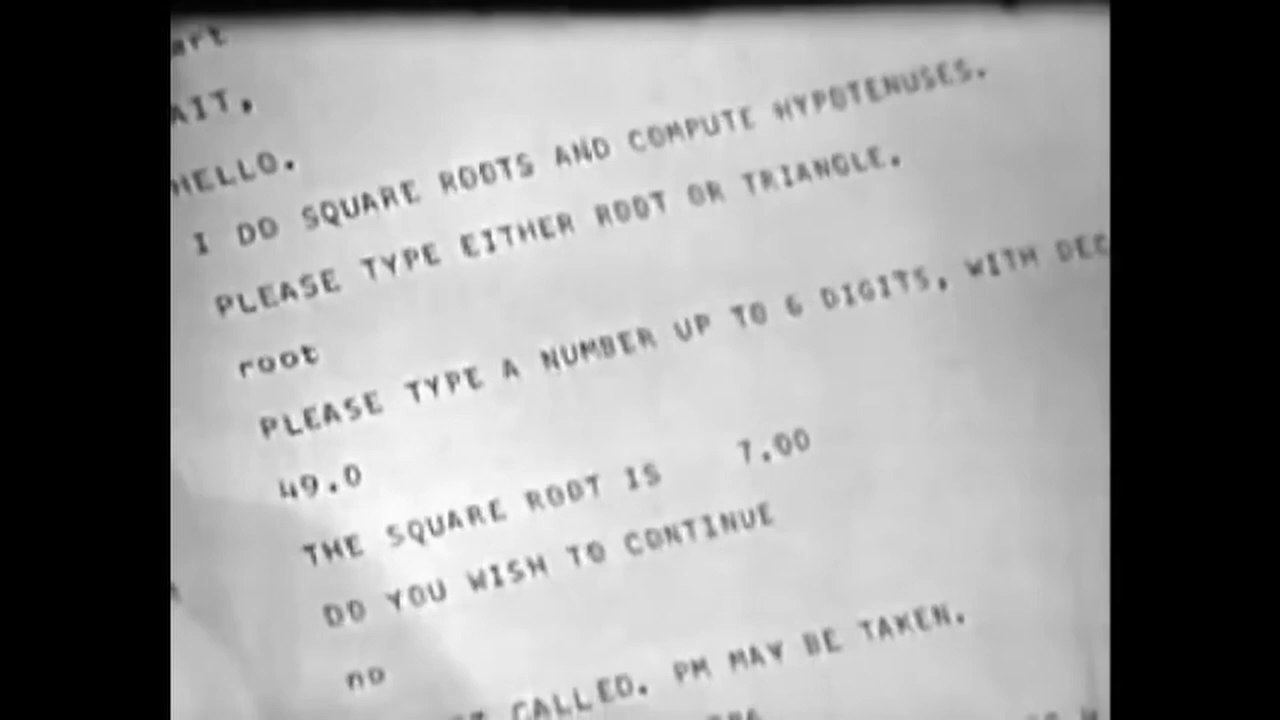 AIT,
HELLO.
I DO SQUARE ROOTS AND COMPUTE HYPOTENUSES.
PLEASE TYPE EITHER ROOT OR TRIANGLE.
root
PLEASE TYPE A NUMBER UP TO 6 DIGITS, WITH DEC
49.0
THE SQUARE ROOT IS 7.00
DO YOU WISH TO CONTINUE
no
CALLED. PM MAY BE TAKEN.